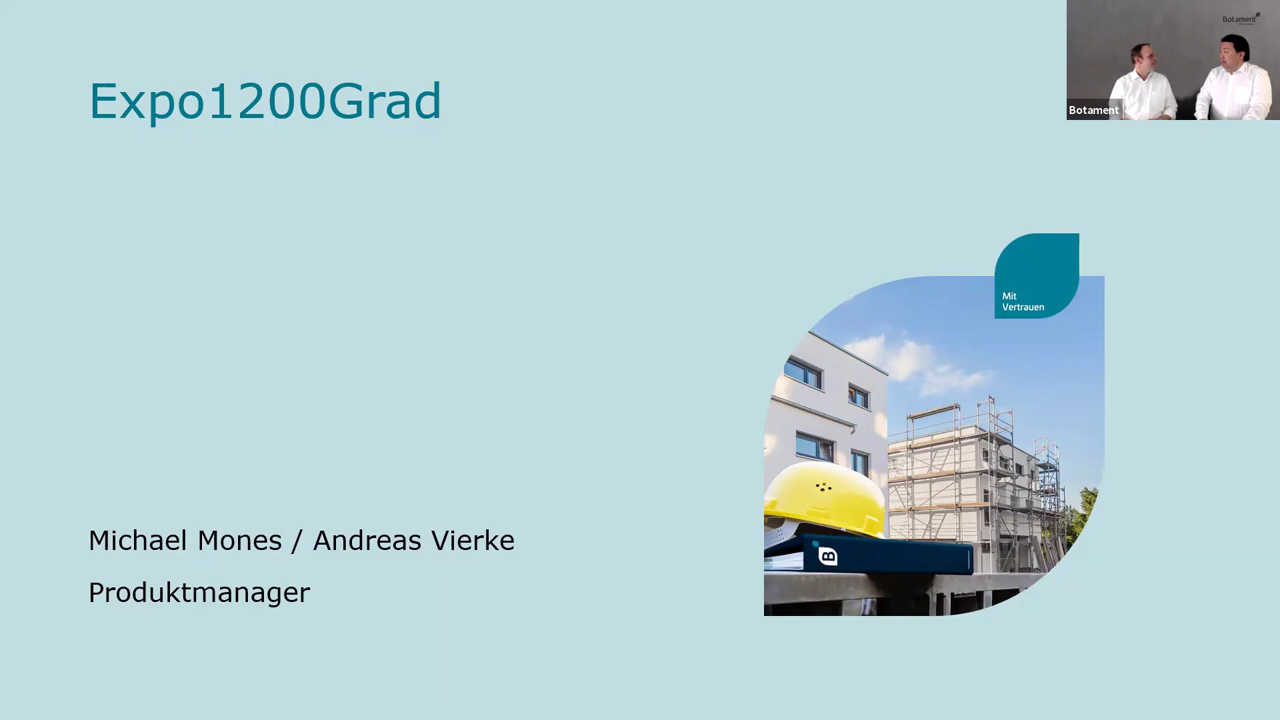 Expo1200Grad
Botament
Botament
Mit
Vertrauen
B
Michael Mones / Andreas Vierke
Produktmanager